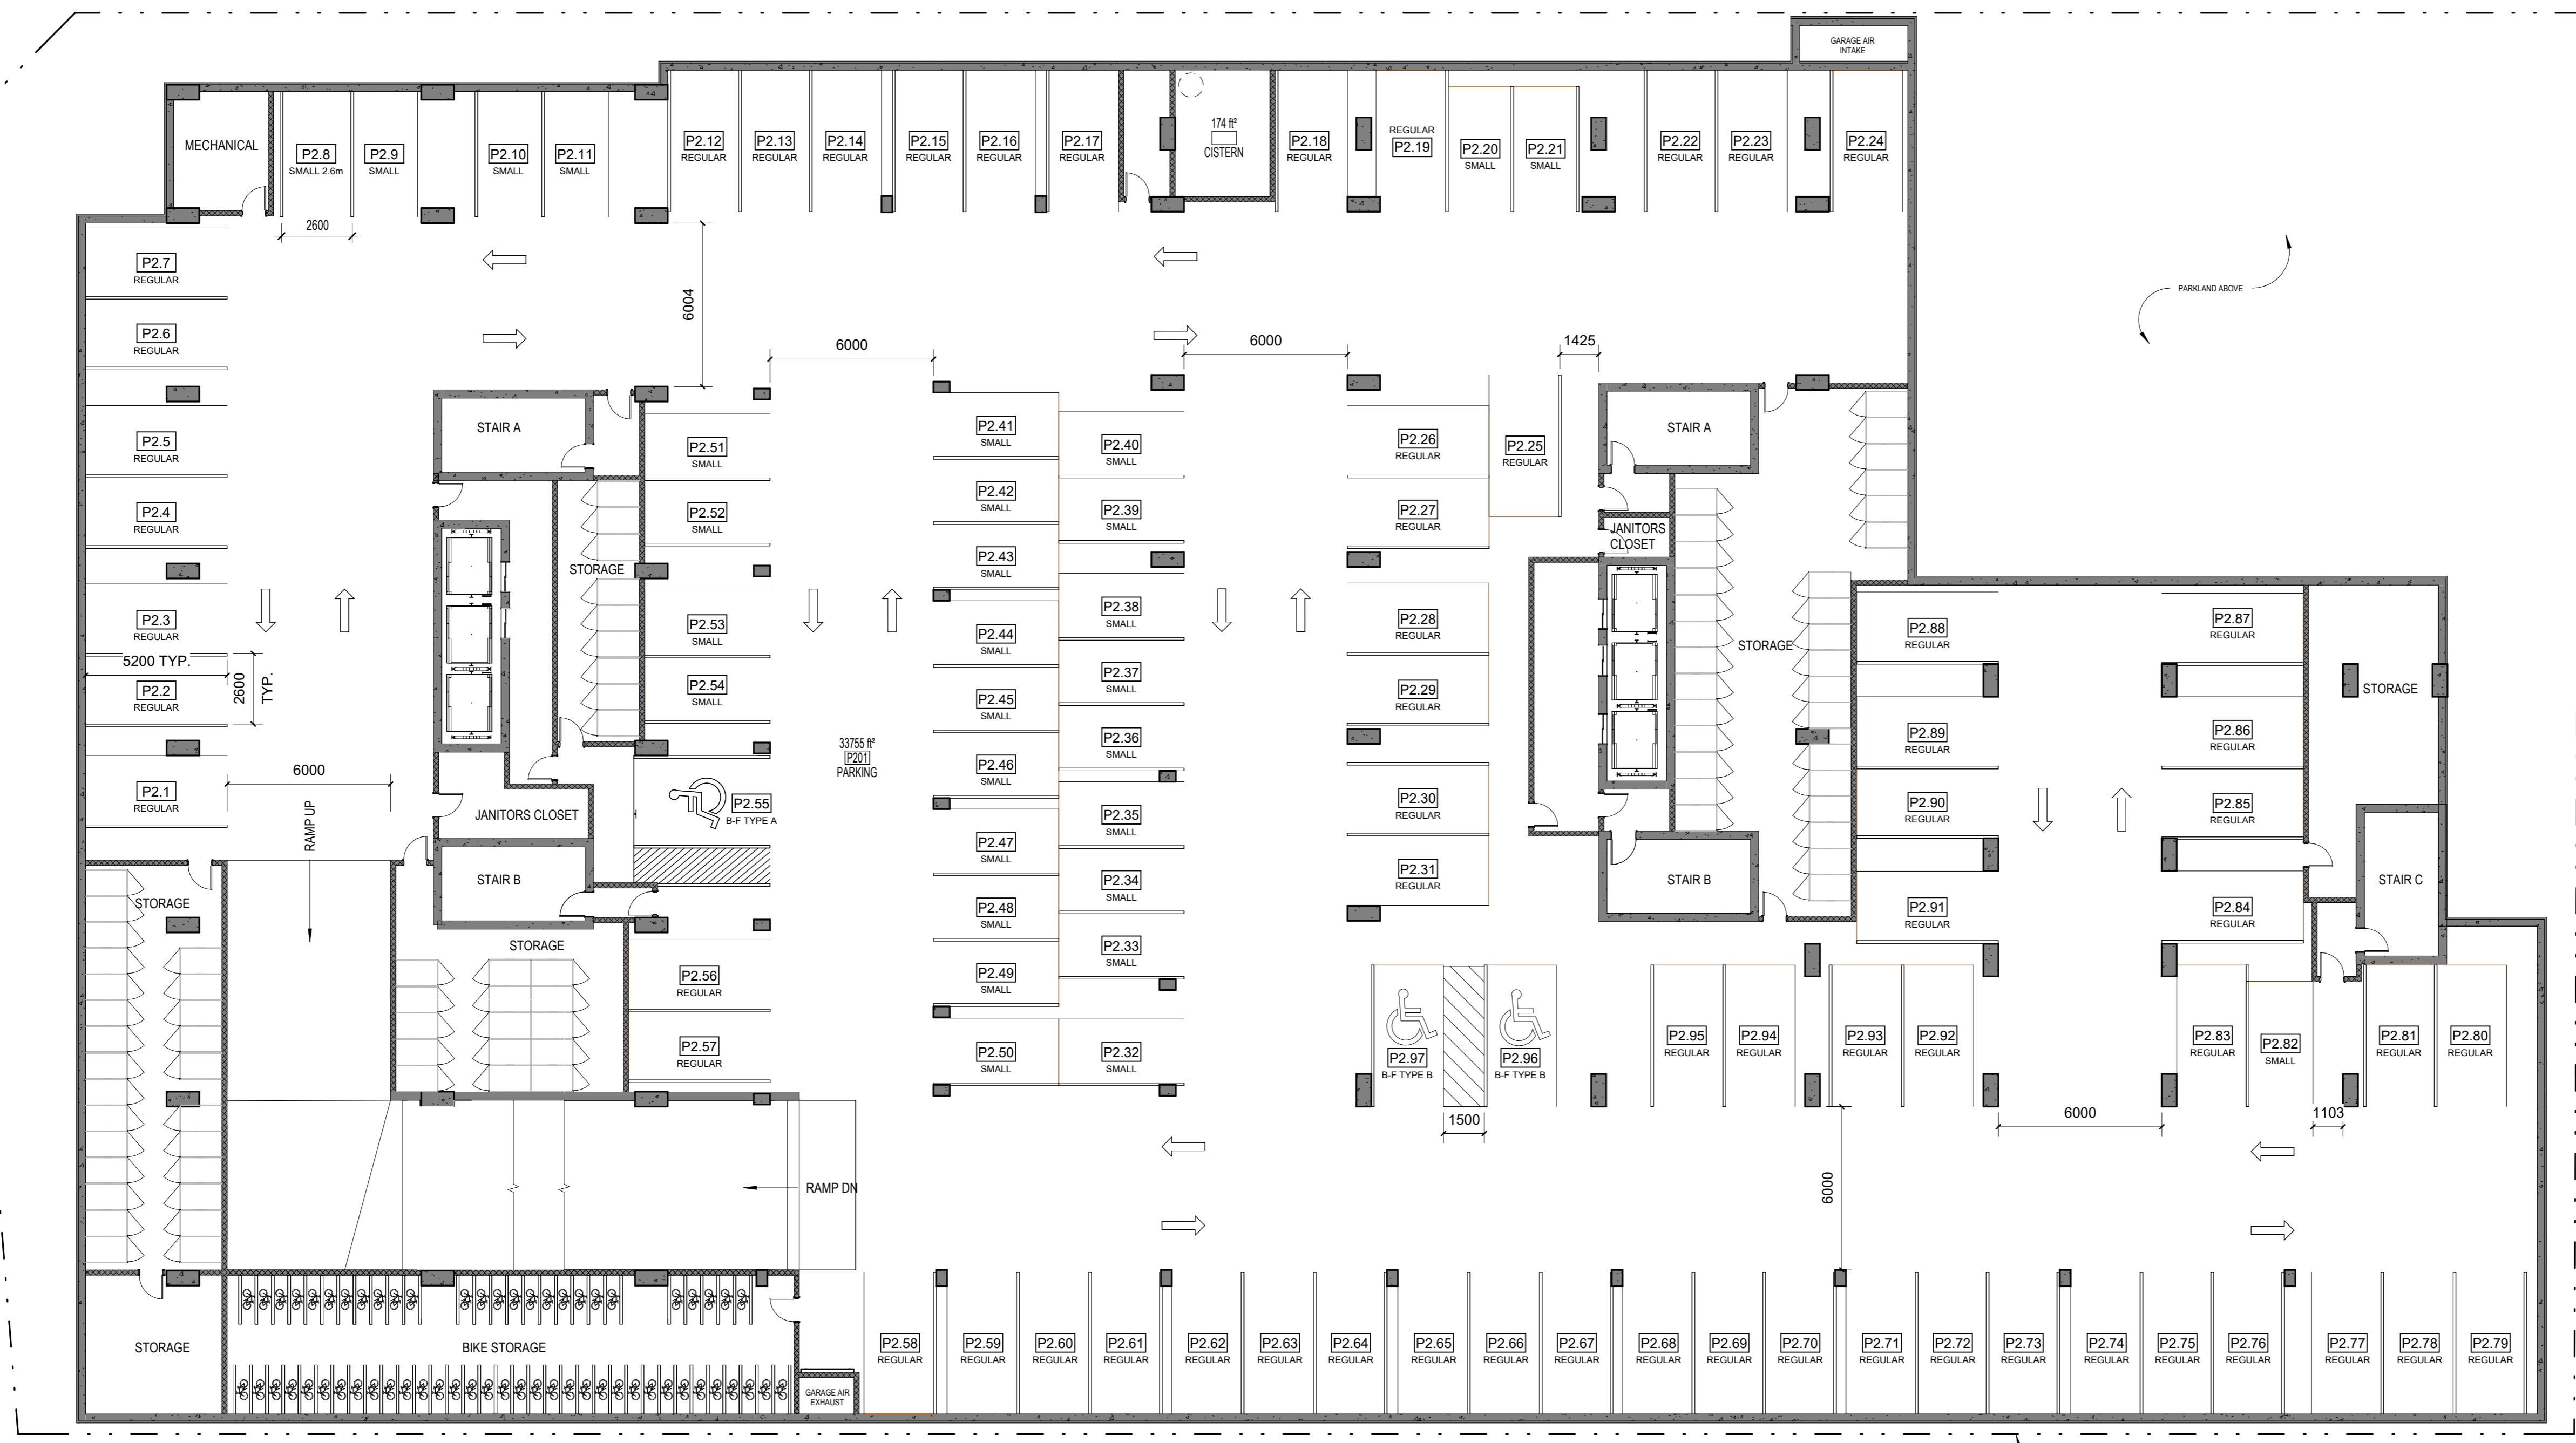 GARAGE AIR
INTAKE
MECHANICAL
P2.8
SMALL 2.6m
P2.9
SMALL
P2.10
SMALL
P2.11
SMALL
P2.12
REGULAR
P2.13
REGULAR
P2.14
REGULAR
P2.15
REGULAR
P2.16
REGULAR
P2.17
REGULAR
174 ft²
CISTERN
P2.18
REGULAR
REGULAR
P2.19
P2.20
SMALL
P2.21
SMALL
P2.22
REGULAR
P2.23
REGULAR
P2.24
REGULAR
2600
6004
6000
6000
1425
PARKLAND ABOVE
P2.7
REGULAR
P2.6
REGULAR
P2.5
REGULAR
P2.4
REGULAR
P2.3
REGULAR
5200 TYP.
2600
TYP.
P2.2
REGULAR
P2.1
REGULAR
6000
RAMP UP
STAIR A
STORAGE
JANITORS CLOSET
STAIR B
STORAGE
STORAGE
P2.51
SMALL
P2.52
SMALL
P2.53
SMALL
P2.54
SMALL
P2.55
B-F TYPE A
P2.56
REGULAR
P2.57
REGULAR
33755 ft²
P201
PARKING
P2.41
SMALL
P2.42
SMALL
P2.43
SMALL
P2.44
SMALL
P2.45
SMALL
P2.46
SMALL
P2.47
SMALL
P2.48
SMALL
P2.49
SMALL
P2.50
SMALL
P2.40
SMALL
P2.39
SMALL
P2.38
SMALL
P2.37
SMALL
P2.36
SMALL
P2.35
SMALL
P2.34
SMALL
P2.33
SMALL
P2.32
SMALL
P2.26
REGULAR
P2.27
REGULAR
P2.28
REGULAR
P2.29
REGULAR
P2.30
REGULAR
P2.31
REGULAR
P2.25
REGULAR
STAIR A
JANITORS
CLOSET
STORAGE
STAIR B
P2.88
REGULAR
P2.89
REGULAR
P2.90
REGULAR
P2.91
REGULAR
P2.87
REGULAR
P2.86
REGULAR
P2.85
REGULAR
P2.84
REGULAR
STORAGE
STAIR C
P2.97
B-F TYPE B
P2.96
B-F TYPE B
1500
P2.95
REGULAR
P2.94
REGULAR
P2.93
REGULAR
P2.92
REGULAR
P2.83
REGULAR
P2.82
SMALL
P2.81
REGULAR
P2.80
REGULAR
6000
1103
6000
RAMP DN
STORAGE
BIKE STORAGE
GARAGE AIR
EXHAUST
P2.58
REGULAR
P2.59
REGULAR
P2.60
REGULAR
P2.61
REGULAR
P2.62
REGULAR
P2.63
REGULAR
P2.64
REGULAR
P2.65
REGULAR
P2.66
REGULAR
P2.67
REGULAR
P2.68
REGULAR
P2.69
REGULAR
P2.70
REGULAR
P2.71
REGULAR
P2.72
REGULAR
P2.73
REGULAR
P2.74
REGULAR
P2.75
REGULAR
P2.76
REGULAR
P2.77
REGULAR
P2.78
REGULAR
P2.79
REGULAR